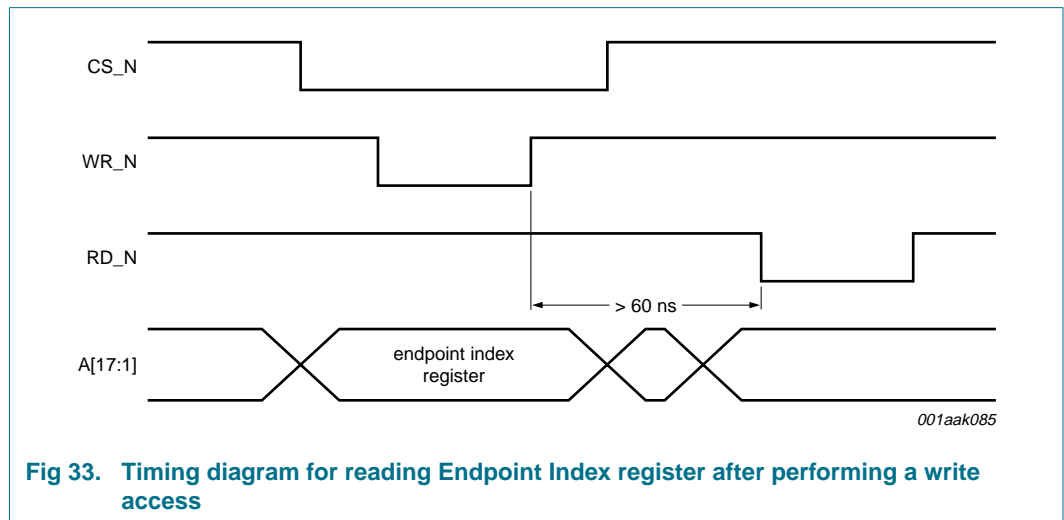 CS_N
WR_N
RD_N
> 60 ns
A[17:1]
endpoint index
register
001aak085
Fig 33. Timing diagram for reading Endpoint Index register after performing a write
access